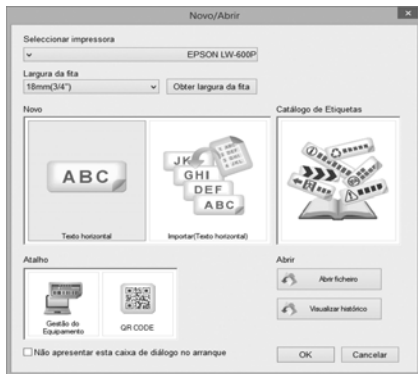 Novo/Abrir
Seleccionar impressora
EPSON LW-600P
Largura da fita
18mm(3/4")
Obter largura da fita
Novo
Catálogo de Etiquetas
ABC
Texto horizontal
JK
GHI
DEF
ABC
Importar(Texto horizontal)
Atalho
Abrir
Gestão do
Equipamento
QR CODE
Abrir ficheiro
Visualizar histórico
Não apresentar esta caixa de diálogo no arranque
OK
Cancelar